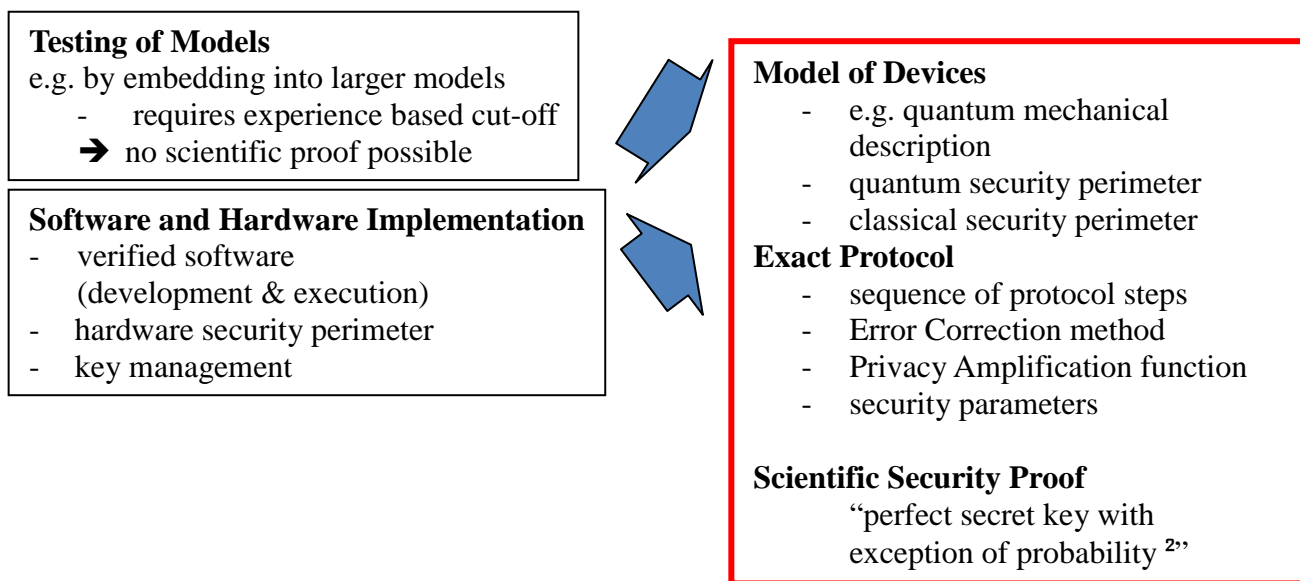 Testing of Models
e.g. by embedding into larger models
- requires experience based cut-off
➔ no scientific proof possible
Software and Hardware Implementation
- verified software
(development & execution)
- hardware security perimeter
- key management
Model of Devices
- e.g. quantum mechanical
description
- quantum security perimeter
- classical security perimeter
Exact Protocol
- sequence of protocol steps
- Error Correction method
- Privacy Amplification function
- security parameters
Scientific Security Proof
“perfect secret key with
exception of probability ²”